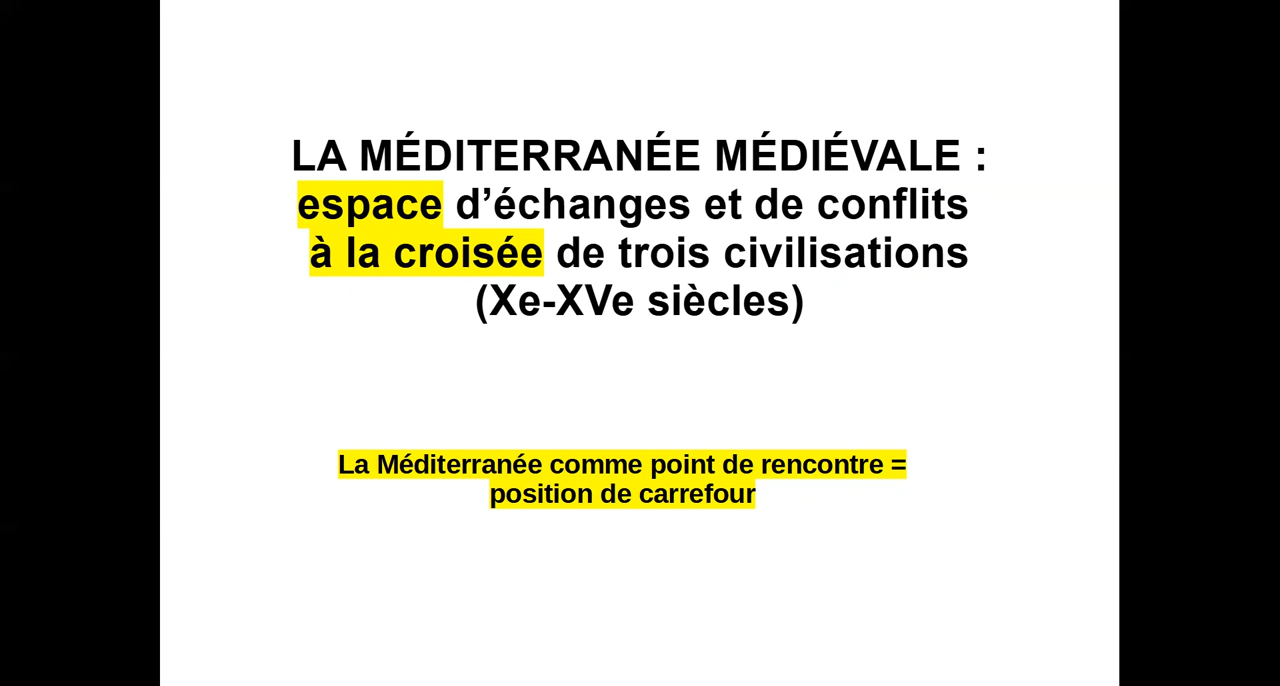 LA MÉDITERRANÉE MÉDIÉVALE :
espace d’échanges et de conflits
à la croisée de trois civilisations
(Xe-XVe siècles)
La Méditerranée comme point de rencontre =
position de carrefour